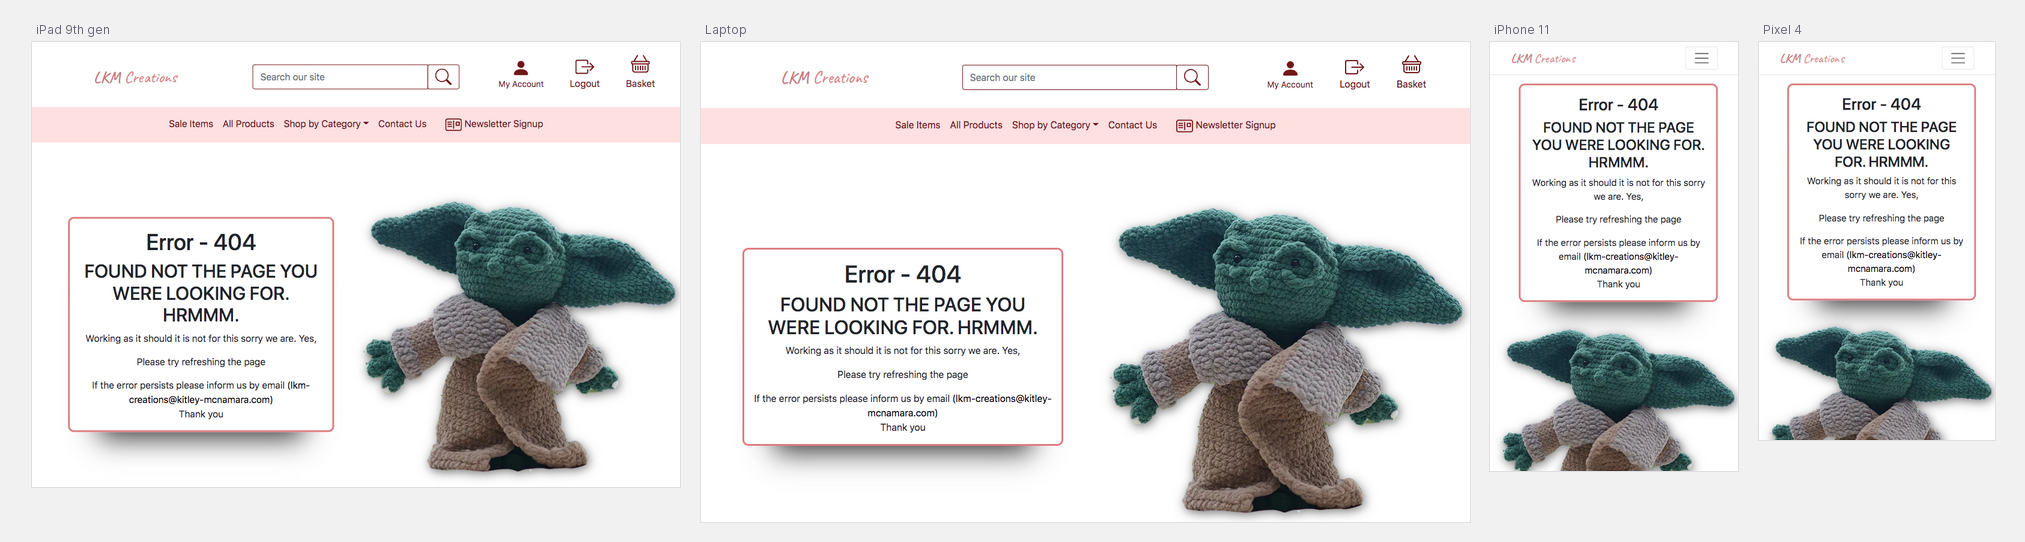 iPad 9th gen
LKM Creations
Search our site
My Account
Logout
Basket
Sale Items
All Products
Shop by Category
Contact Us
Newsletter Signup
Error - 404
FOUND NOT THE PAGE YOU
WERE LOOKING FOR.
HRMMM.
Working as it should it is not for this sorry we are. Yes,
Please try refreshing the page
If the error persists please inform us by email (lkm-
creations@kitley-mcnamara.com)
Thank you
Laptop
LKM Creations
Search our site
My Account
Logout
Basket
Sale Items
All Products
Shop by Category
Contact Us
Newsletter Signup
Error - 404
FOUND NOT THE PAGE YOU
WERE LOOKING FOR. HRMMM.
Working as it should it is not for this sorry we are. Yes,
Please try refreshing the page
If the error persists please inform us by email (lkm-creations@kitley-
mcnamara.com)
Thank you
iPhone 11
LKM Creations
Error - 404
FOUND NOT THE PAGE
YOU WERE LOOKING FOR.
HRMMM.
Working as it should it is not for this sorry
we are. Yes,
Please try refreshing the page
If the error persists please inform us by
email (lkm-creations@kitley-
mcnamara.com)
Thank you
Pixel 4
LKM Creations
Error - 404
FOUND NOT THE PAGE
YOU WERE LOOKING
FOR. HRMMM.
Working as it should it is not for this
sorry we are. Yes,
Please try refreshing the page
If the error persists please inform us by
email (lkm-creations@kitley-
mcnamara.com)
Thank you